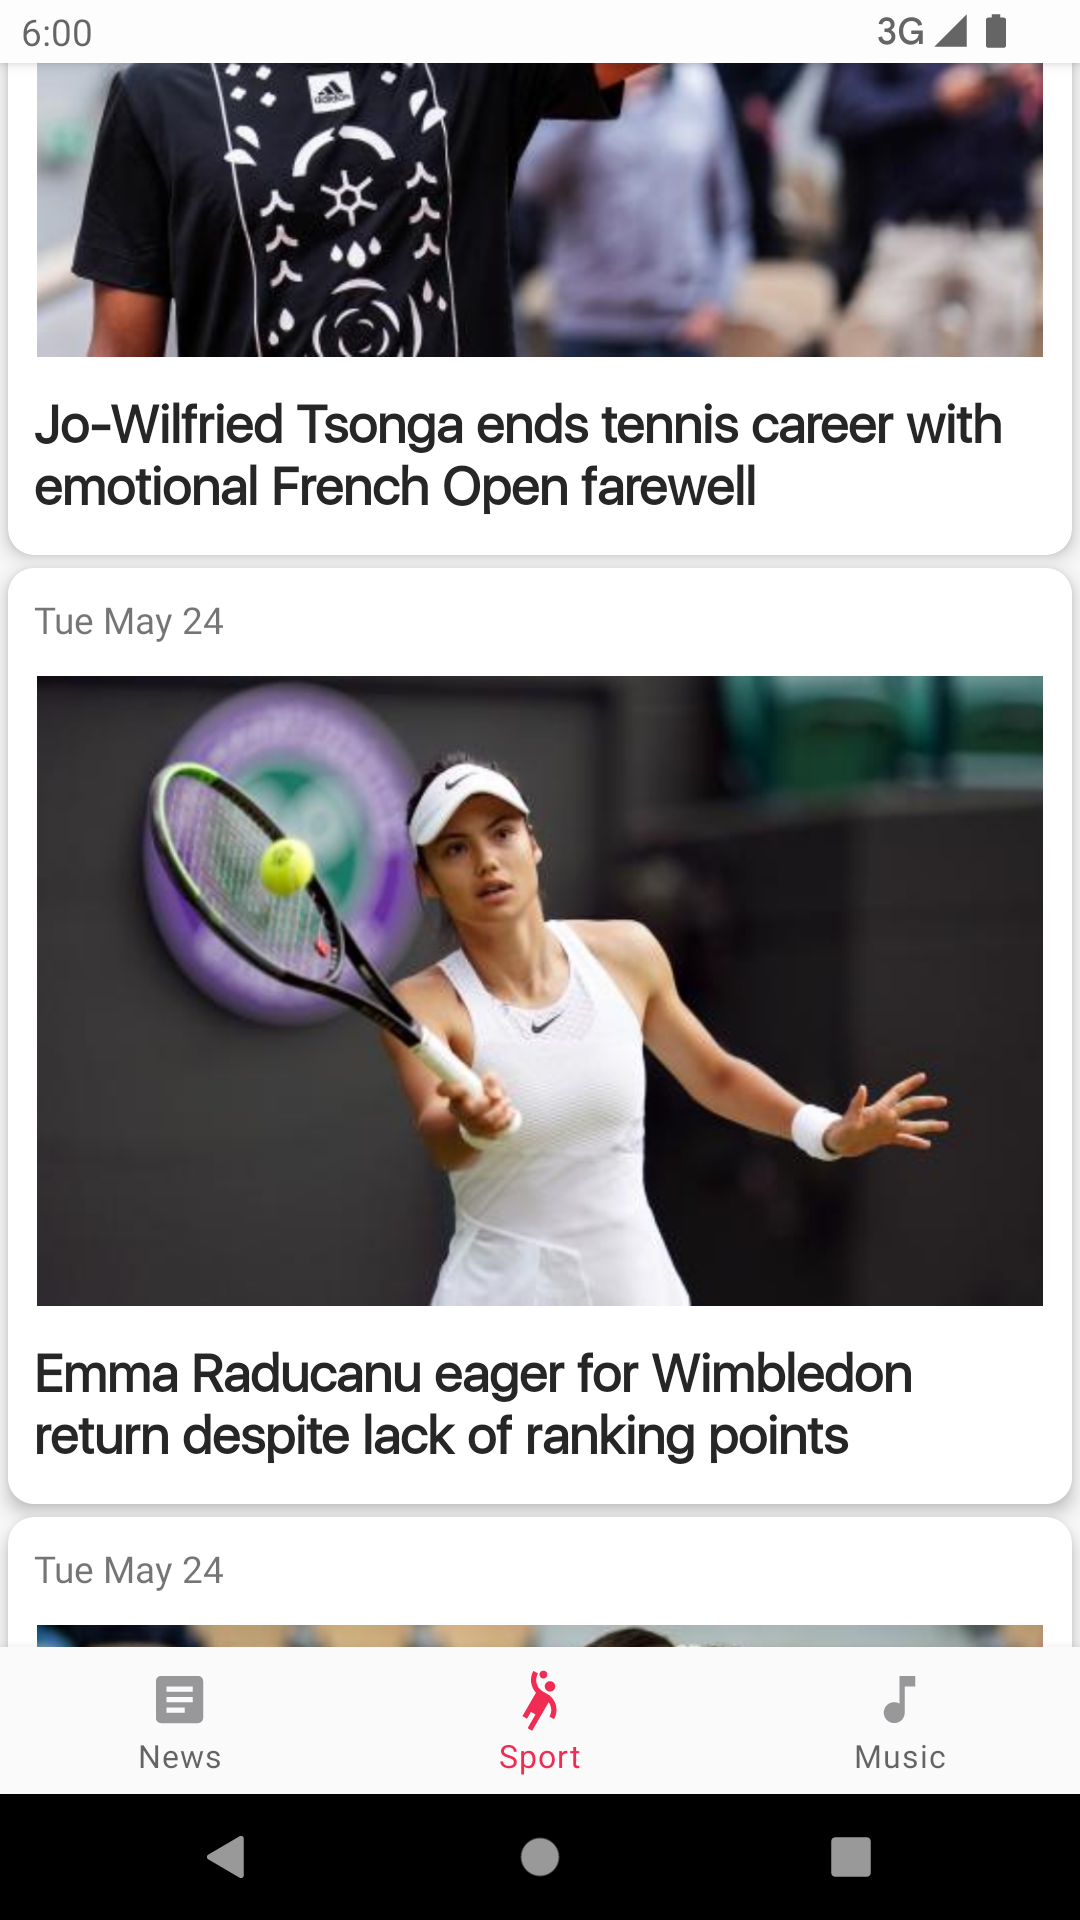 6:00
3G
adidas
Jo-Wilfried Tsonga ends tennis career with
emotional French Open farewell
Tue May 24
Emma Raducanu eager for Wimbledon
return despite lack of ranking points
Tue May 24
News
Sport
Music